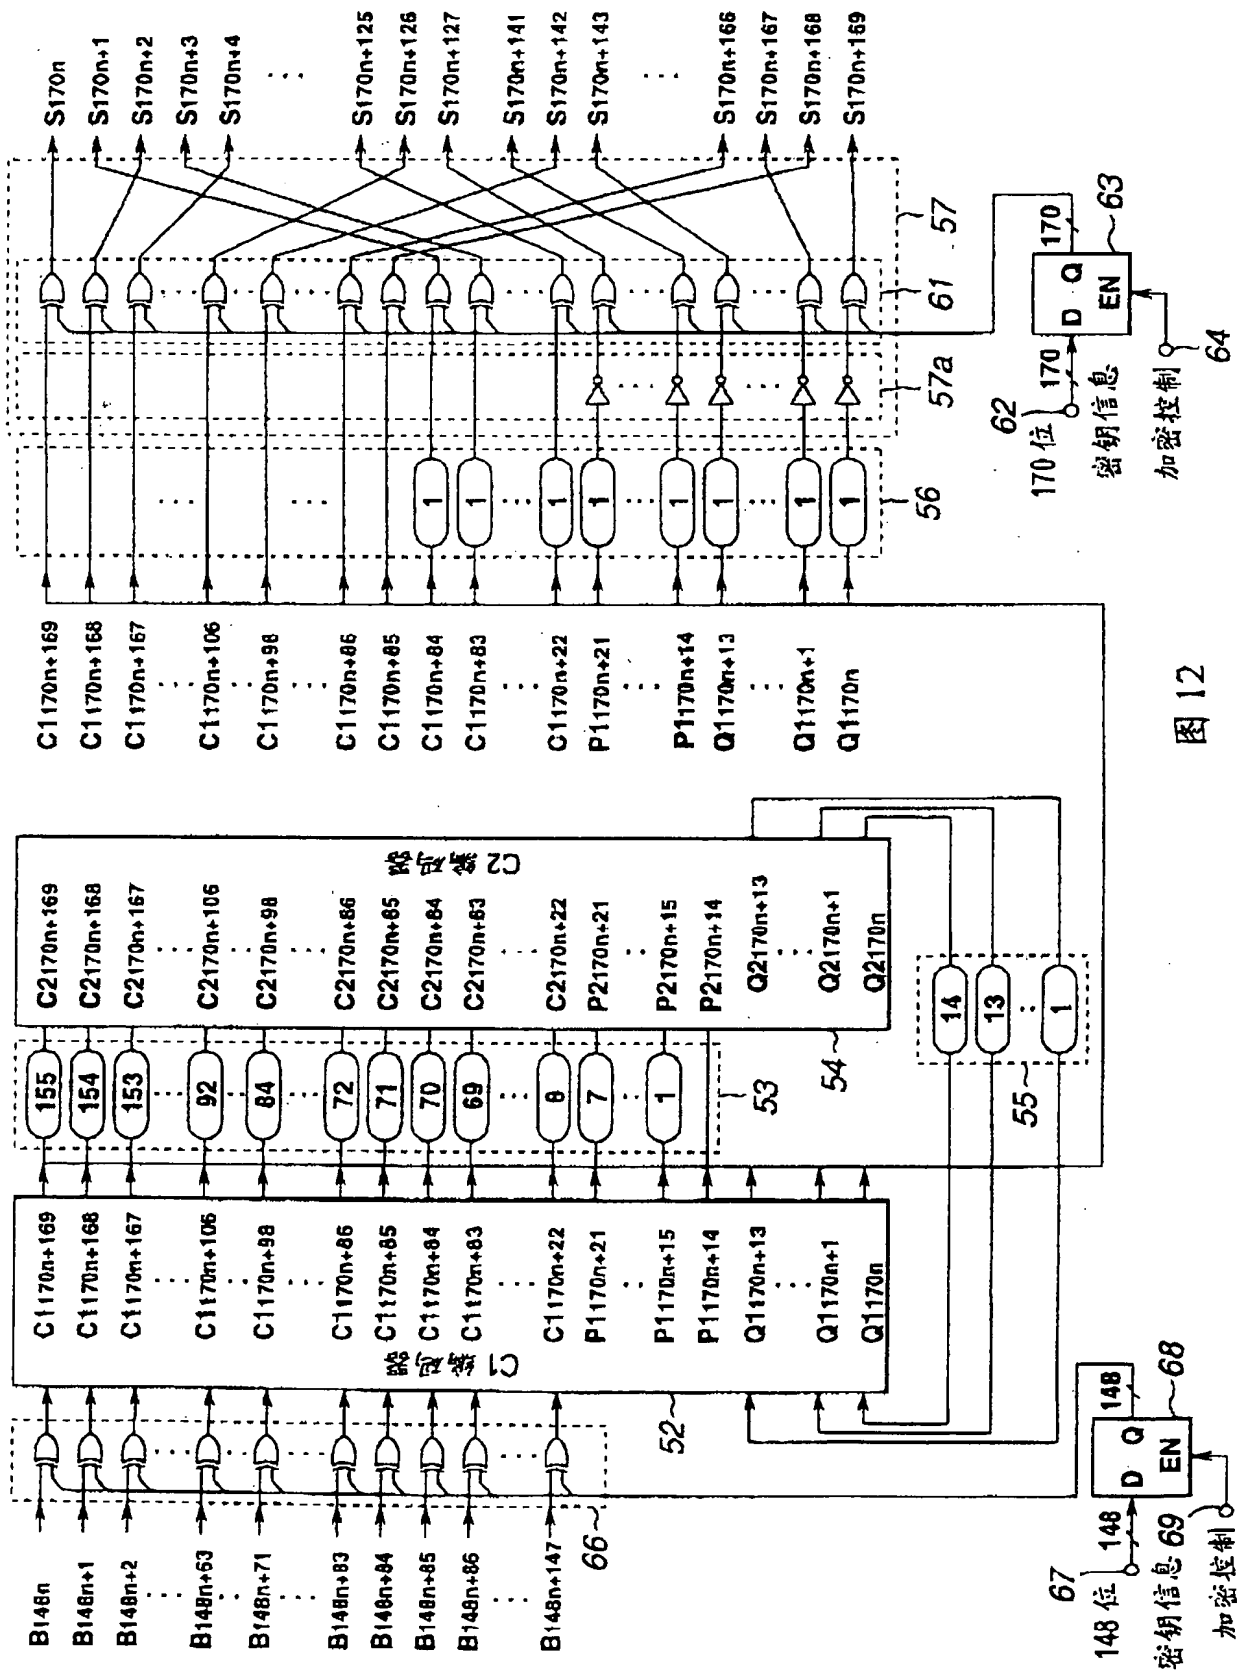 B148n
B148n+1
B148n+2
B148n+63
B148n+71
B148n+83
B148n+84
B148n+85
B148n+86
B148n+147
66
67
148 位
密钥信息
148
69
加密控制
D Q
EN
148
68
C1 编码器
C1170n+169
C1170n+168
C1170n+167
C1170n+106
C1170n+98
C1170n+86
C1170n+85
C1170n+84
C1170n+83
C1170n+22
P1170n+21
P1170n+15
P1170n+14
Q1170n+13
Q1170n+1
Q1170n
52
155
154
153
92
84
72
71
70
69
8
7
1
53
C2170n+169
C2170n+168
C2170n+167
C2170n+106
C2170n+98
C2170n+86
C2170n+85
C2170n+84
C2170n+83
C2170n+22
P2170n+21
P2170n+15
P2170n+14
Q2170n+13
Q2170n+1
Q2170n
C2 编码器
54
14
13
1
55
C1170n+169
C1170n+168
C1170n+167
C1170n+106
C1170n+98
C1170n+86
C1170n+85
C1170n+84
C1170n+83
C1170n+22
P1170n+21
P1170n+14
Q1170n+13
Q1170n+1
Q1170n
1
1
1
1
1
1
1
1
56
57a
61
57
62
170 位
密钥信息
170
加密控制
64
D Q
EN
170
63
S170n
S170n+1
S170n+2
S170n+3
S170n+4
S170n+125
S170n+126
S170n+127
S170n+141
S170n+142
S170n+143
S170n+166
S170n+167
S170n+168
S170n+169
图 12